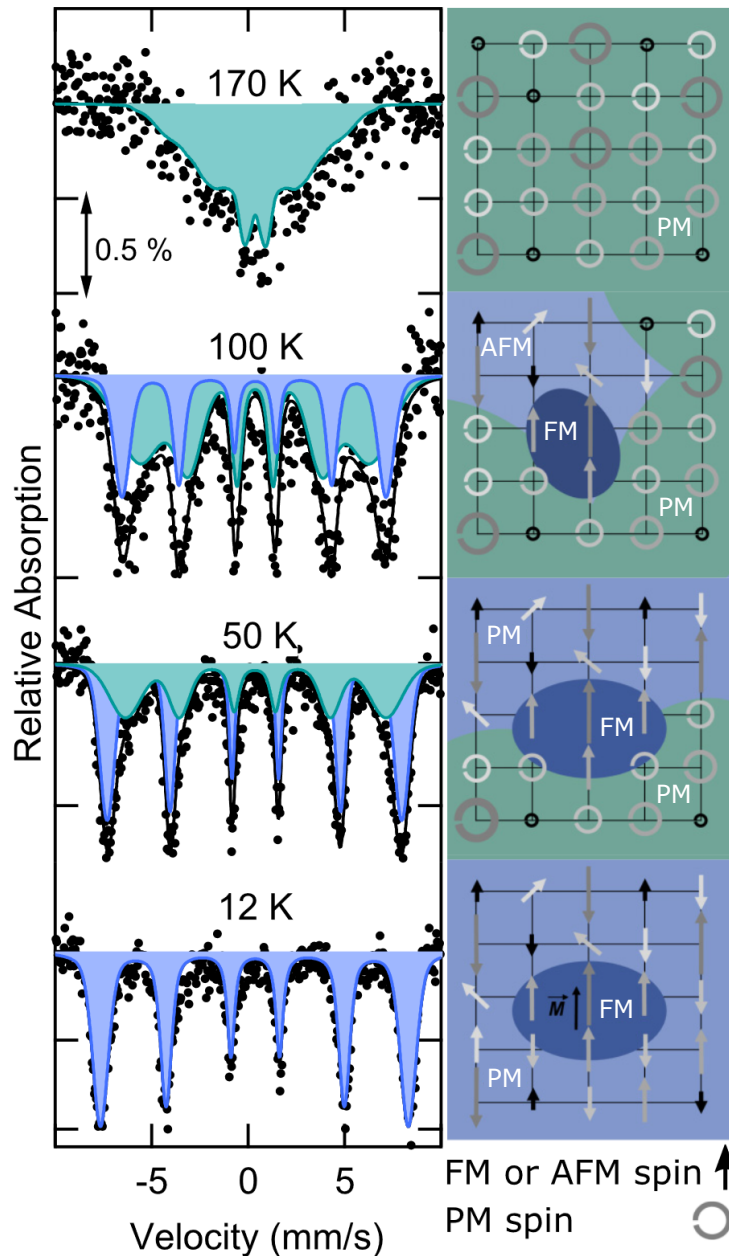 170 K
0.5 %
PM
100 K
AFM
FM
PM
50 K
PM
FM
PM
12 K
M FM
PM
Relative Absorption
-5 0 5
Velocity (mm/s)
FM or AFM spin
PM spin